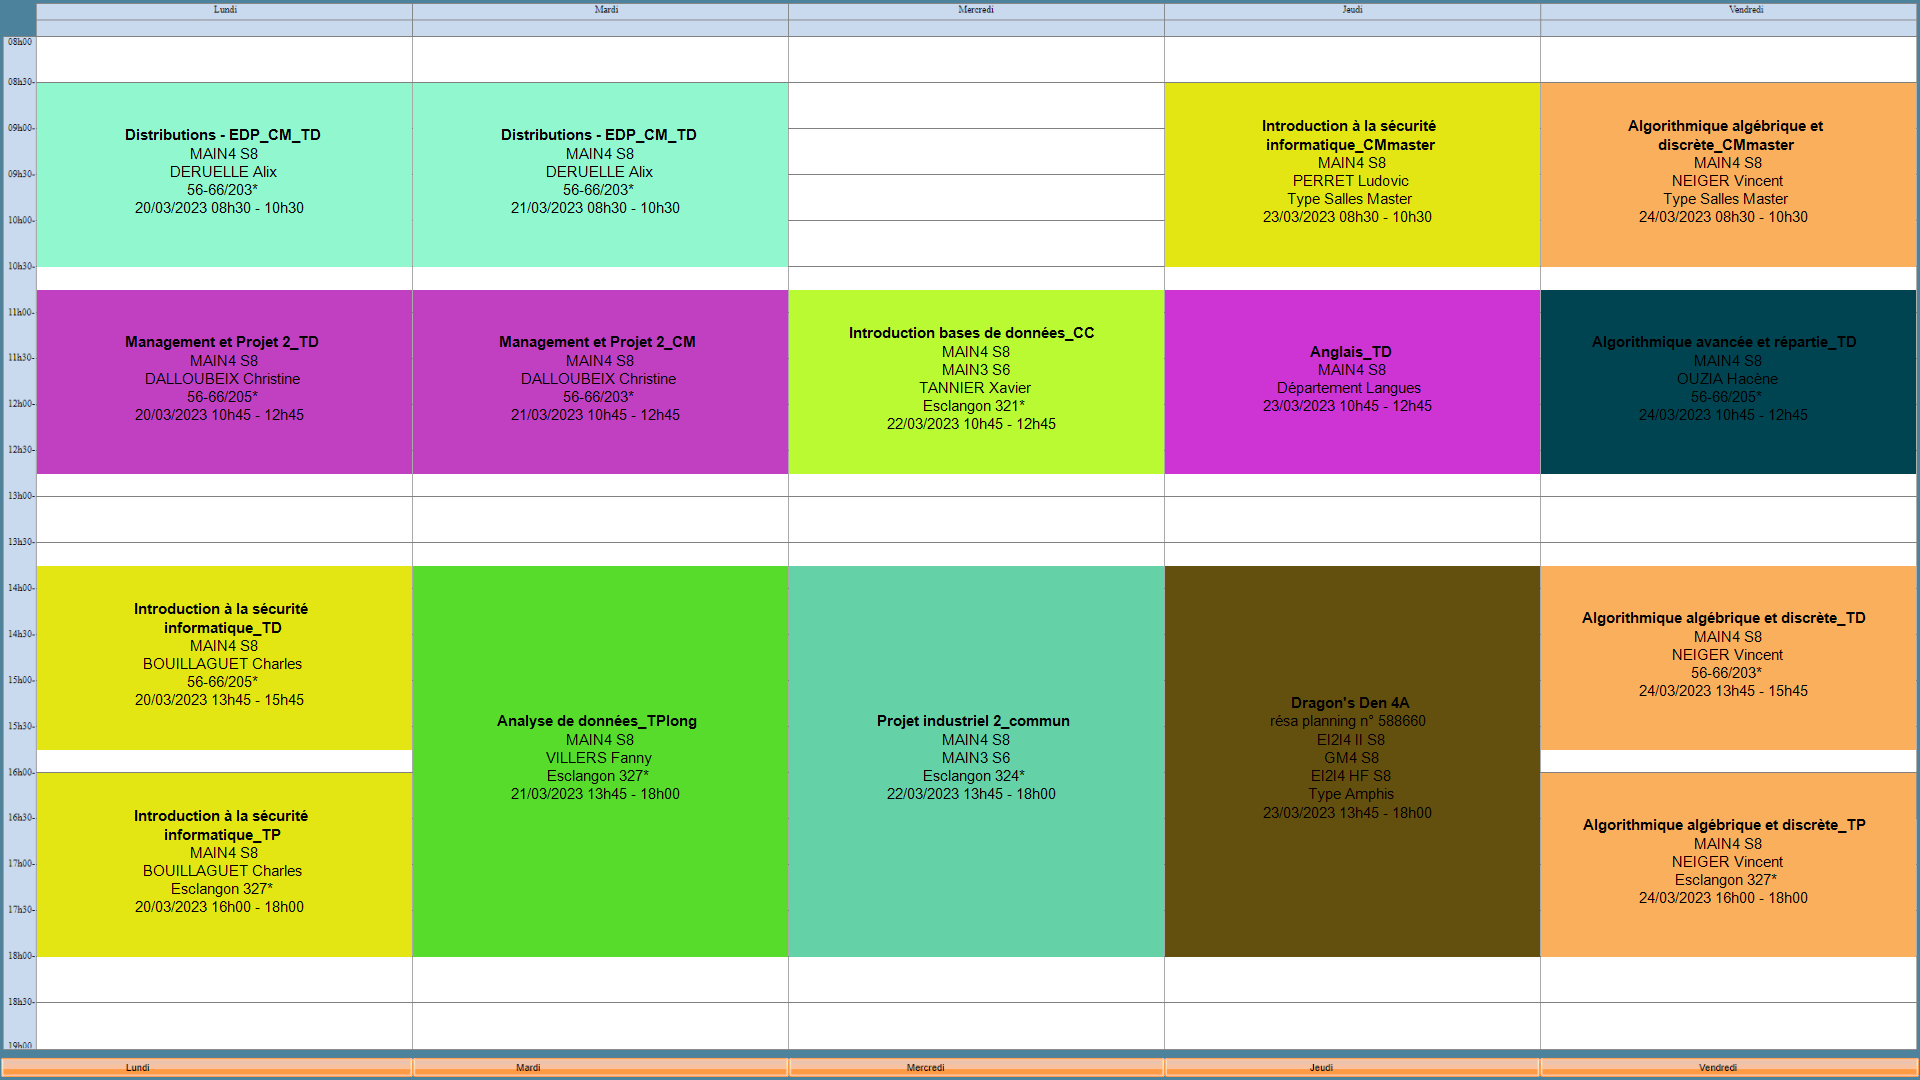 Lundi
Mardi
Mercredi
Jeudi
Vendredi
08h00
08h30-
09h00-
09h30-
10h00-
10h30-
11h00-
11h30-
12h00-
12h30-
13h00-
13h30-
14h00-
14h30-
15h00-
15h30-
16h00-
16h30-
17h00-
17h30-
18h00-
18h30-
19h00
Distributions - EDP_CM_TD
MAIN4 S8
DERUELLE Alix
56-66/203*
20/03/2023 08h30 - 10h30
Management et Projet 2_TD
MAIN4 S8
DALLOUBEIX Christine
56-66/205*
20/03/2023 10h45 - 12h45
Introduction à la sécurité
informatique_TD
MAIN4 S8
BOUILLAGUET Charles
56-66/205*
20/03/2023 13h45 - 15h45
Introduction à la sécurité
informatique_TP
MAIN4 S8
BOUILLAGUET Charles
Esclangon 327*
20/03/2023 16h00 - 18h00
Distributions - EDP_CM_TD
MAIN4 S8
DERUELLE Alix
56-66/203*
21/03/2023 08h30 - 10h30
Management et Projet 2_CM
MAIN4 S8
DALLOUBEIX Christine
56-66/203*
21/03/2023 10h45 - 12h45
Analyse de données_TPlong
MAIN4 S8
VILLERS Fanny
Esclangon 327*
21/03/2023 13h45 - 18h00
Introduction bases de données_CC
MAIN4 S8
MAIN3 S6
TANNIER Xavier
Esclangon 321*
22/03/2023 10h45 - 12h45
Projet industriel 2_commun
MAIN4 S8
MAIN3 S6
Esclangon 324*
22/03/2023 13h45 - 18h00
Introduction à la sécurité
informatique_CMmaster
MAIN4 S8
PERRET Ludovic
Type Salles Master
23/03/2023 08h30 - 10h30
Anglais_TD
MAIN4 S8
Département Langues
23/03/2023 10h45 - 12h45
Dragon's Den 4A
résa planning n° 588660
EI2I4 II S8
GM4 S8
EI2I4 HF S8
Type Amphis
23/03/2023 13h45 - 18h00
Algorithmique algébrique et
discrète_CMmaster
MAIN4 S8
NEIGER Vincent
Type Salles Master
24/03/2023 08h30 - 10h30
Algorithmique avancée et répartie_TD
MAIN4 S8
OUZIA Hacène
56-66/205*
24/03/2023 10h45 - 12h45
Algorithmique algébrique et discrète_TD
MAIN4 S8
NEIGER Vincent
56-66/203*
24/03/2023 13h45 - 15h45
Algorithmique algébrique et discrète_TP
MAIN4 S8
NEIGER Vincent
Esclangon 327*
24/03/2023 16h00 - 18h00
Lundi
Mardi
Mercredi
Jeudi
Vendredi